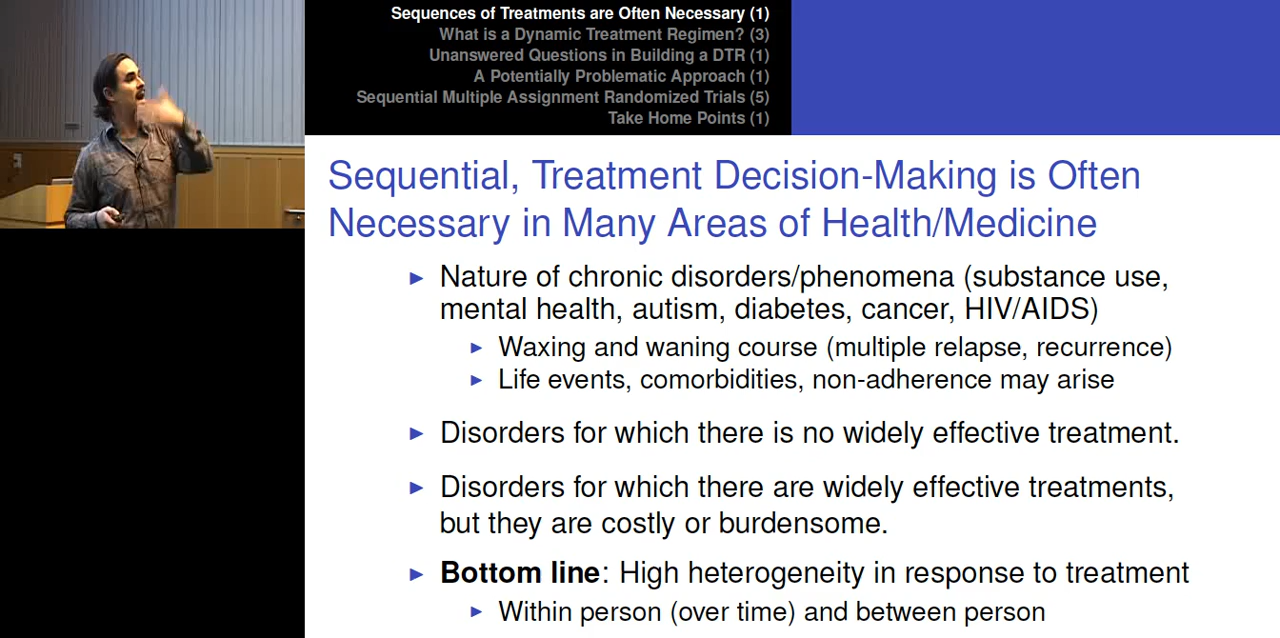 Sequences of Treatments are Often Necessary (1)
What is a Dynamic Treatment Regimen? (3)
Unanswered Questions in Building a DTR (1)
A Potentially Problematic Approach (1)
Sequential Multiple Assignment Randomized Trials (5)
Take Home Points (1)
Sequential, Treatment Decision-Making is Often
Necessary in Many Areas of Health/Medicine
Nature of chronic disorders/phenomena (substance use,
mental health, autism, diabetes, cancer, HIV/AIDS)
Waxing and waning course (multiple relapse, recurrence)
Life events, comorbidities, non-adherence may arise
Disorders for which there is no widely effective treatment.
Disorders for which there are widely effective treatments,
but they are costly or burdensome.
Bottom line: High heterogeneity in response to treatment
Within person (over time) and between person